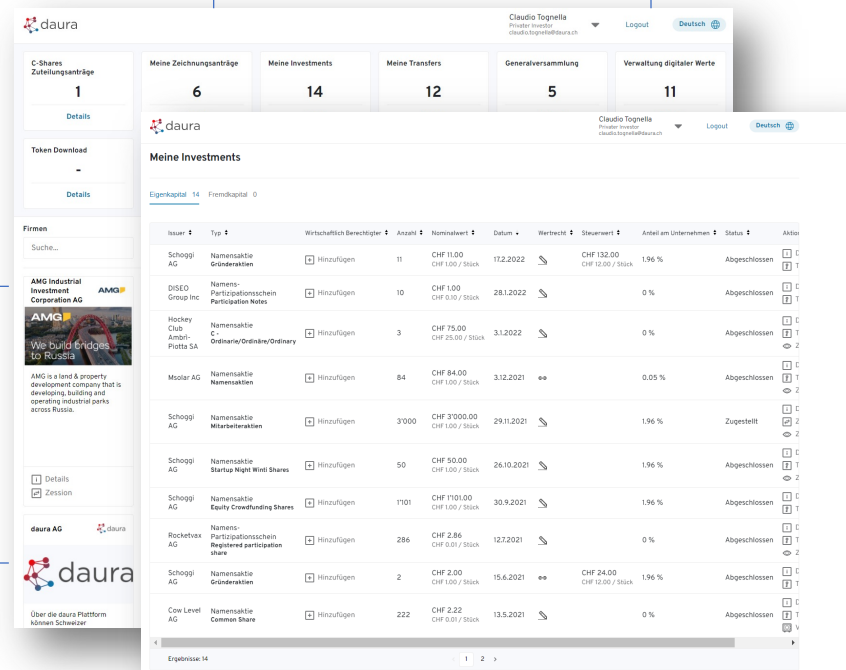 daura
Claudio Tognella
Privater Investor
claudio.tognella@daura.ch
Logout
Deutsch
C-Shares
Zuteilungsanträge
1
Details
Meine Zeichnungsanträge
6
Meine Investments
14
Meine Transfers
12
Generalversammlung
5
Verwaltung digitaler Werte
11
Token Download
-
Details
Firmen
Suche...
AMG Industrial
Investment
Corporation AG
AMG
AMG
We build bridges
to Russia
AMG is a land & property
development company that is
developing, building and
operating industrial parks
across Russia.
Details
Zession
daura AG
daura
daura
Über die daura Plattform
können Schweizer
daura
Claudio Tognella
Privater Investor
claudio.tognella@daura.ch
Logout
Deutsch
Meine Investments
Eigenkapital 14 Fremdkapital 0
Issuer Typ Wirtschaftlich Berechtigter Anzahl Nominalwert Datum Wertrecht Steuerwert Anteil am Unternehmen Status Aktion
Schoggi
AG
Namensaktie
Gründeraktien
Hinzufügen
11
CHF 11.00
CHF 1.00 / Stück
17.2.2022
CHF 132.00
CHF 12.00 / Stück
1.96 %
Abgeschlossen
D
T
DISEO
Group Inc
Namens-
Partizipationsschein
Participation Notes
Hinzufügen
10
CHF 1.00
CHF 0.10 / Stück
28.1.2022
0 %
Abgeschlossen
D
T
Hockey
Club
Ambrì-
Piotta SA
Namensaktie
C -
Ordinarie/Ordinäre/Ordinary
Hinzufügen
3
CHF 75.00
CHF 25.00 / Stück
3.1.2022
0 %
Abgeschlossen
D
T
Z
Msolar AG
Namensaktie
Namensaktien
Hinzufügen
84
CHF 84.00
CHF 1.00 / Stück
3.12.2021
0.05 %
Abgeschlossen
D
T
Z
Schoggi
AG
Namensaktie
Mitarbeiteraktien
Hinzufügen
3'000
CHF 3'000.00
CHF 1.00 / Stück
29.11.2021
1.96 %
Zugestellt
D
Z
Z
Schoggi
AG
Namensaktie
Startup Night Winti Shares
Hinzufügen
50
CHF 50.00
CHF 1.00 / Stück
26.10.2021
1.96 %
Abgeschlossen
D
T
Z
Schoggi
AG
Namensaktie
Equity Crowdfunding Shares
Hinzufügen
1'101
CHF 1'101.00
CHF 1.00 / Stück
30.9.2021
1.96 %
Abgeschlossen
D
T
Rocketvax
AG
Namens-
Partizipationsschein
Registered participation
share
Hinzufügen
286
CHF 2.86
CHF 0.01 / Stück
12.7.2021
0 %
Abgeschlossen
D
T
Z
Schoggi
AG
Namensaktie
Gründeraktien
Hinzufügen
2
CHF 2.00
CHF 1.00 / Stück
15.6.2021
CHF 24.00
CHF 12.00 / Stück
1.96 %
Abgeschlossen
D
T
Cow Level
AG
Namensaktie
Common Share
Hinzufügen
222
CHF 2.22
CHF 0.01 / Stück
13.5.2021
0 %
Abgeschlossen
D
T
V
Ergebnisse: 14
1 2